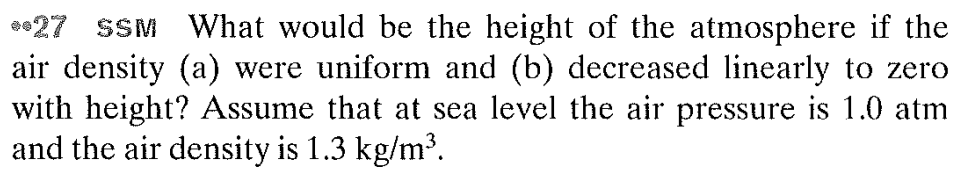 ••27 SSM What would be the height of the atmosphere if the
air density (a) were uniform and (b) decreased linearly to zero
with height? Assume that at sea level the air pressure is 1.0 atm
and the air density is 1.3 kg/m³.